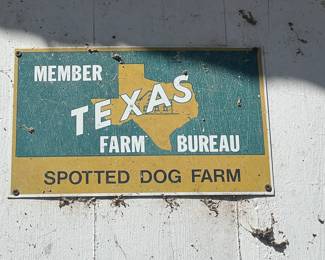 MEMBER
TEXAS
FARM BUREAU
SPOTTED DOG FARM